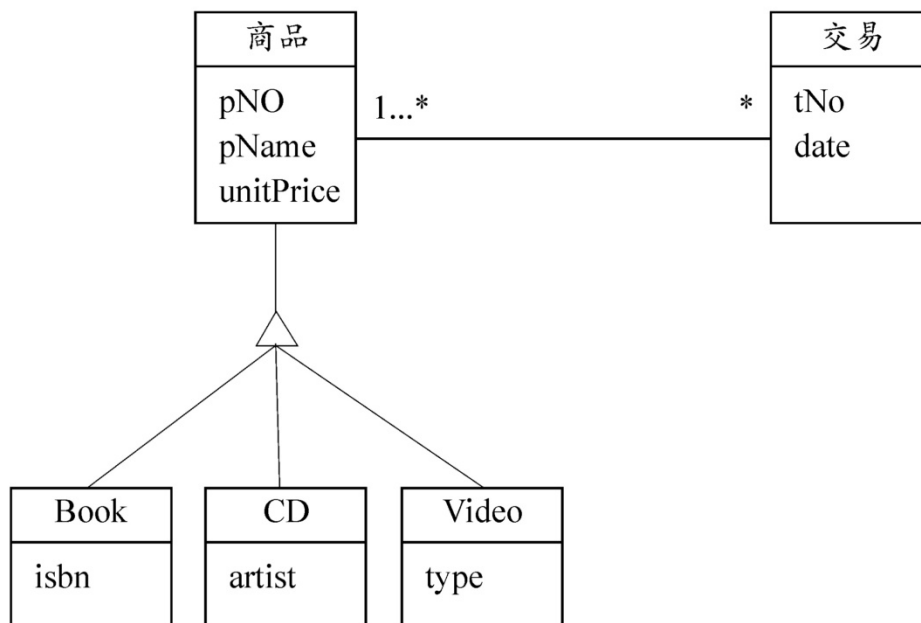 商品
pNO
pName
unitPrice
1...*
*
交易
tNo
date
Book
isbn
CD
artist
Video
type